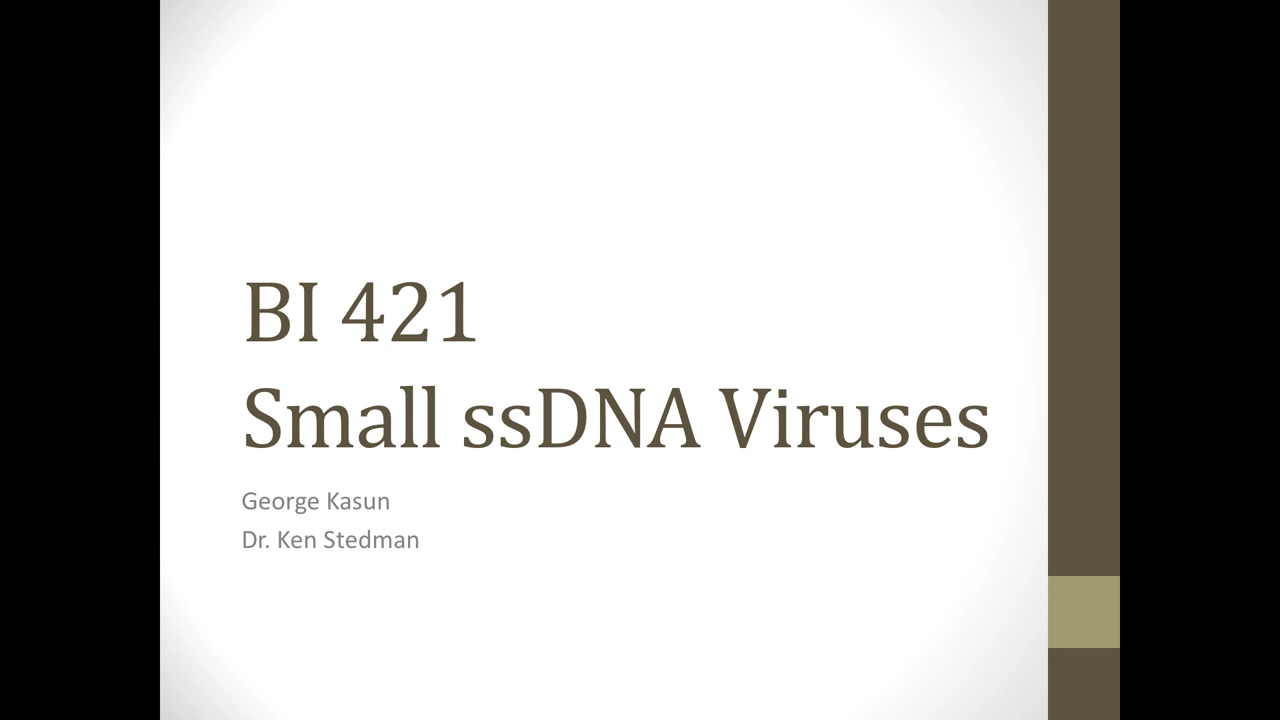 BI 421
Small ssDNA Viruses
George Kasun
Dr. Ken Stedman